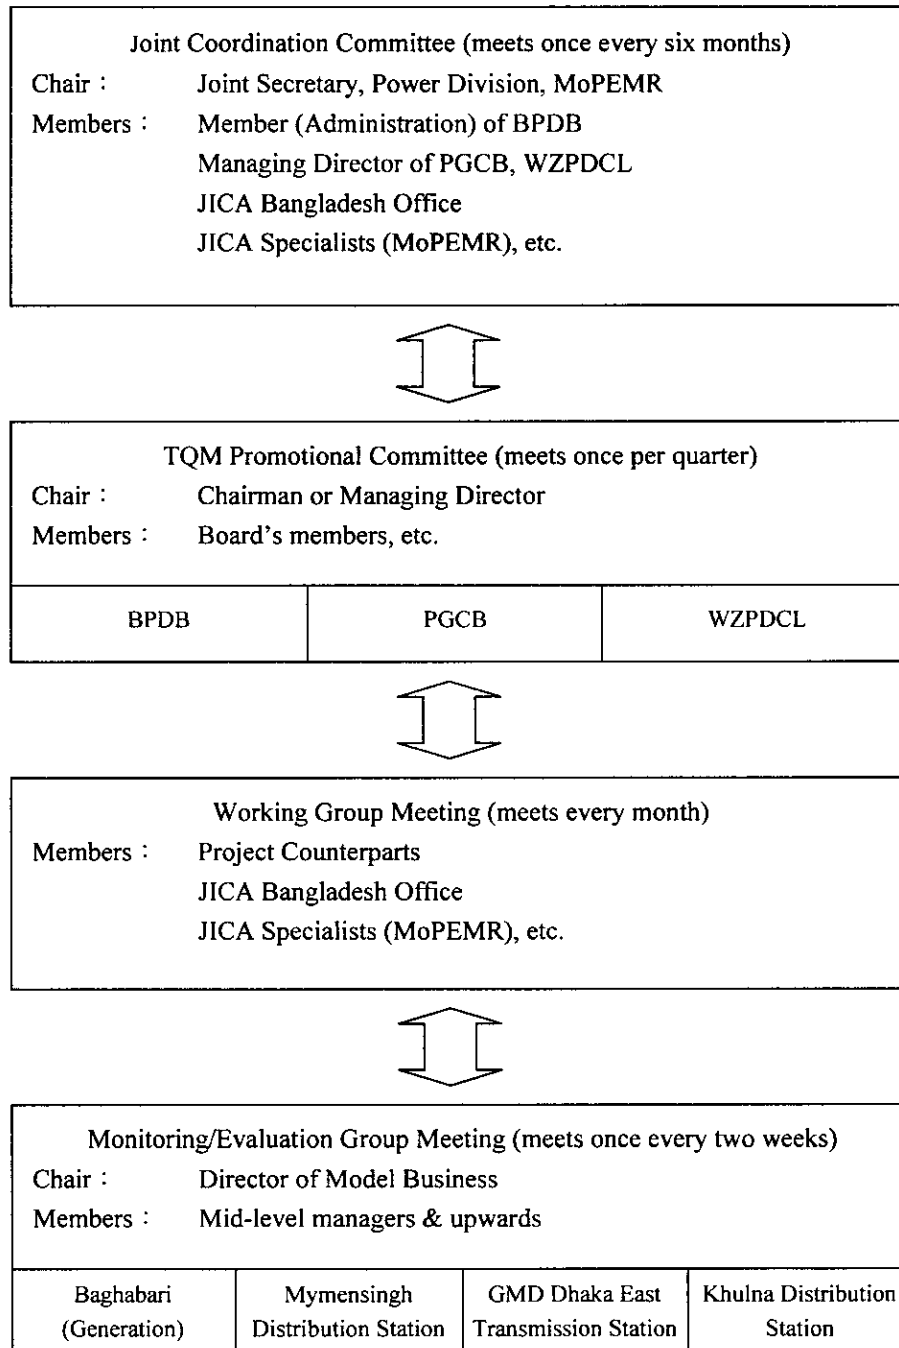 Joint Coordination Committee (meets once every six months)
Chair : Joint Secretary, Power Division, MoPEMR
Members : Member (Administration) of BPDB
Managing Director of PGCB, WZPDCL
JICA Bangladesh Office
JICA Specialists (MoPEMR), etc.
TQM Promotional Committee (meets once per quarter)
Chair : Chairman or Managing Director
Members : Board's members, etc.
BPDB PGCB WZPDCL
Working Group Meeting (meets every month)
Members : Project Counterparts
JICA Bangladesh Office
JICA Specialists (MoPEMR), etc.
Monitoring/Evaluation Group Meeting (meets once every two weeks)
Chair : Director of Model Business
Members : Mid-level managers & upwards
Baghabari
(Generation)
Mymensingh
Distribution Station
GMD Dhaka East
Transmission Station
Khulna Distribution
Station